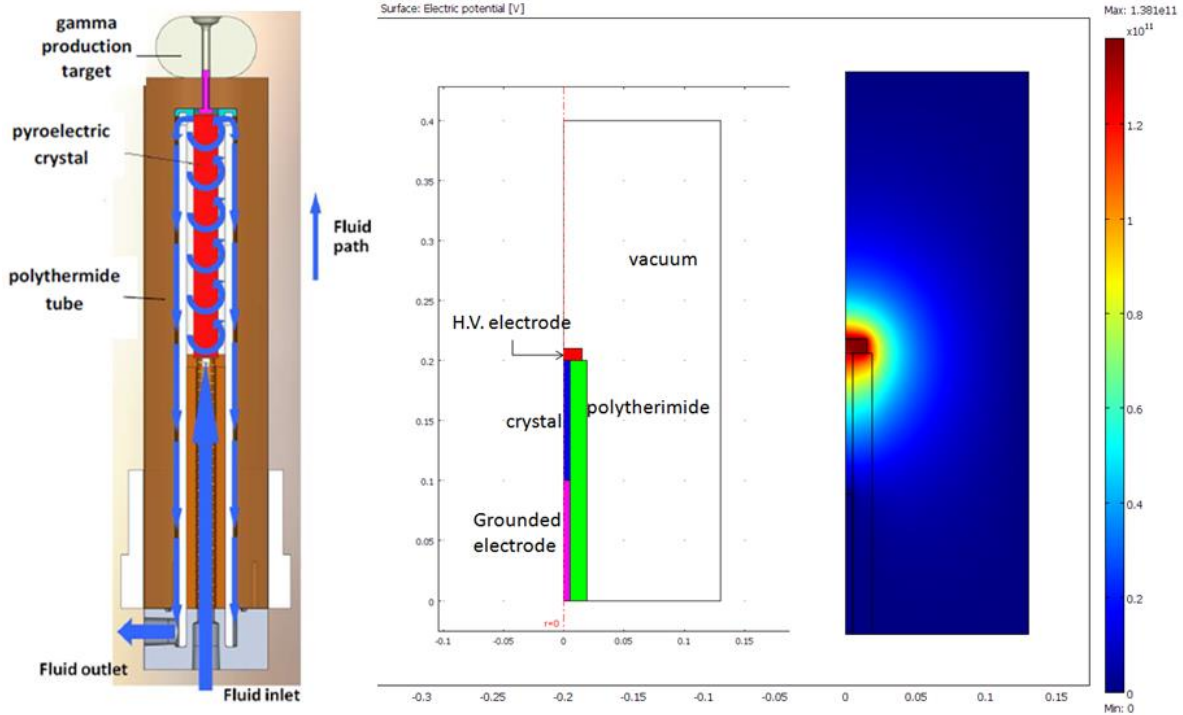 gamma
production
target
pyroelectric
crystal
polythermide
tube
Fluid
path
Fluid outlet
Fluid inlet
Surface: Electric potential [V]
0.4
0.35
0.3
0.25
0.2
0.15
0.1
0.05
0
r=0
-0.1
-0.05
0
0.05
0.1
0.15
vacuum
H.V. electrode
crystal
polytherimide
Grounded
electrode
-0.3
-0.25
-0.2
-0.15
-0.1
-0.05
0
0.05
0.1
0.15
Max: 1.381e11
x10¹¹
1.2
1
0.8
0.6
0.4
0.2
0
Min: 0